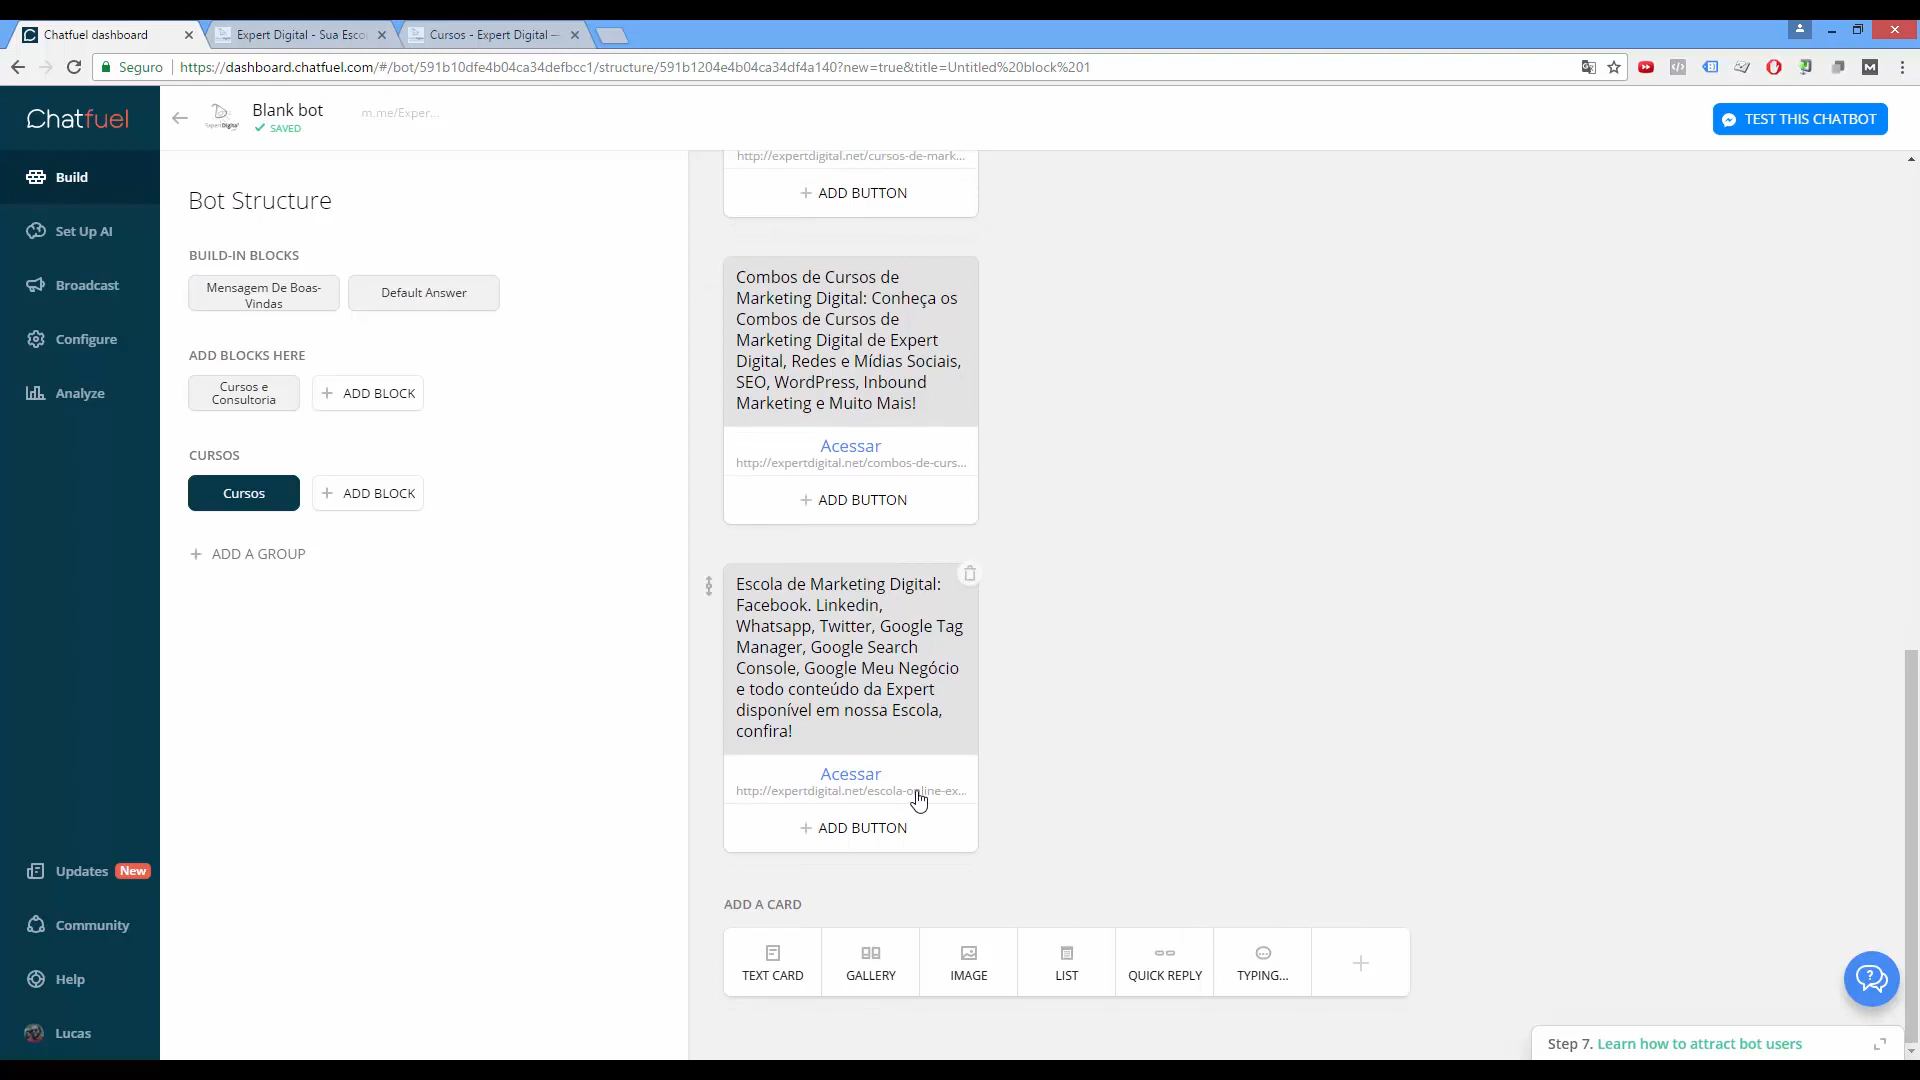 Chatfuel dashboard
Expert Digital - Sua Esco
Cursos - Expert Digital —
Seguro
https://dashboard.chatfuel.com/#/bot/591b10dfe4b04ca34defbcc1/structure/591b1204e4b04ca34df4a140?new=true&title=Untitled%20block%201
Chatfuel
Blank bot
SAVED
m.me/Exper...
TEST THIS CHATBOT
Build
Set Up AI
Broadcast
Configure
Analyze
Updates New
Community
Help
Lucas
Bot Structure
BUILD-IN BLOCKS
Mensagem De Boas-
Vindas
Default Answer
ADD BLOCKS HERE
Cursos e
Consultoria
+ ADD BLOCK
CURSOS
Cursos
+ ADD BLOCK
+ ADD A GROUP
http://expertdigital.net/cursos-de-mark...
+ ADD BUTTON
Combos de Cursos de
Marketing Digital: Conheça os
Combos de Cursos de
Marketing Digital de Expert
Digital, Redes e Mídias Sociais,
SEO, WordPress, Inbound
Marketing e Muito Mais!
Acessar
http://expertdigital.net/combos-de-curs...
+ ADD BUTTON
Escola de Marketing Digital:
Facebook. Linkedin,
Whatsapp, Twitter, Google Tag
Manager, Google Search
Console, Google Meu Negócio
e todo conteúdo da Expert
disponível em nossa Escola,
confira!
Acessar
http://expertdigital.net/escola-online-ex...
+ ADD BUTTON
ADD A CARD
TEXT CARD
GALLERY
IMAGE
LIST
QUICK REPLY
TYPING...
+
Step 7. Learn how to attract bot users